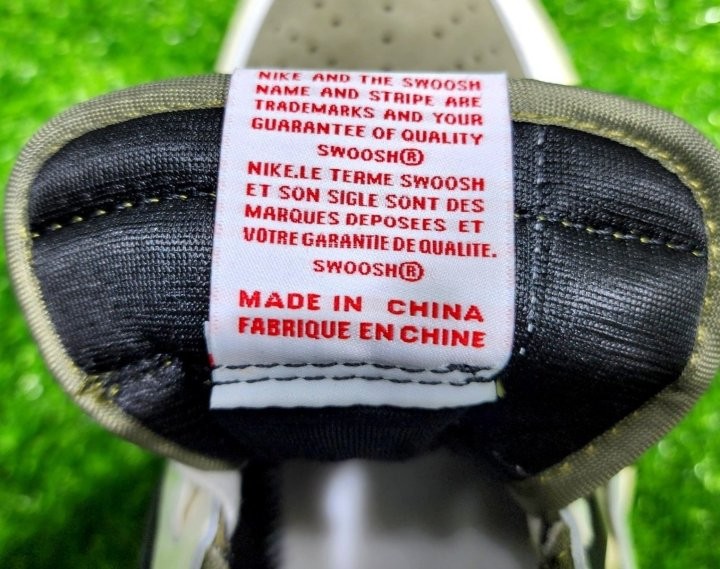 NIKE AND THE SWOOSH
NAME AND STRIPE ARE
TRADEMARKS AND YOUR
GUARANTEE OF QUALITY
SWOOSH®
NIKE.LE TERME SWOOSH
ET SON SIGLE SONT DES
MARQUES DEPOSEES ET
VOTRE GARANTIE DE QUALITE.
SWOOSH®
MADE IN CHINA
FABRIQUE EN CHINE